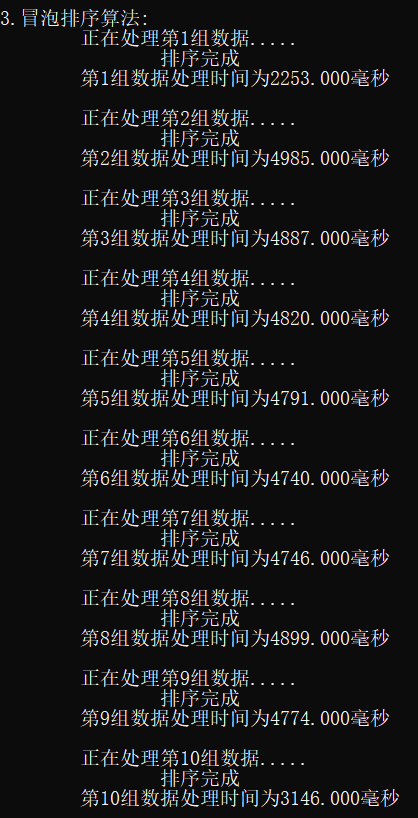 3.冒泡排序算法:
正在处理第1组数据.....
排序完成
第1组数据处理时间为2253.000毫秒
正在处理第2组数据.....
排序完成
第2组数据处理时间为4985.000毫秒
正在处理第3组数据.....
排序完成
第3组数据处理时间为4887.000毫秒
正在处理第4组数据.....
排序完成
第4组数据处理时间为4820.000毫秒
正在处理第5组数据.....
排序完成
第5组数据处理时间为4791.000毫秒
正在处理第6组数据.....
排序完成
第6组数据处理时间为4740.000毫秒
正在处理第7组数据.....
排序完成
第7组数据处理时间为4746.000毫秒
正在处理第8组数据.....
排序完成
第8组数据处理时间为4899.000毫秒
正在处理第9组数据.....
排序完成
第9组数据处理时间为4774.000毫秒
正在处理第10组数据.....
排序完成
第10组数据处理时间为3146.000毫秒